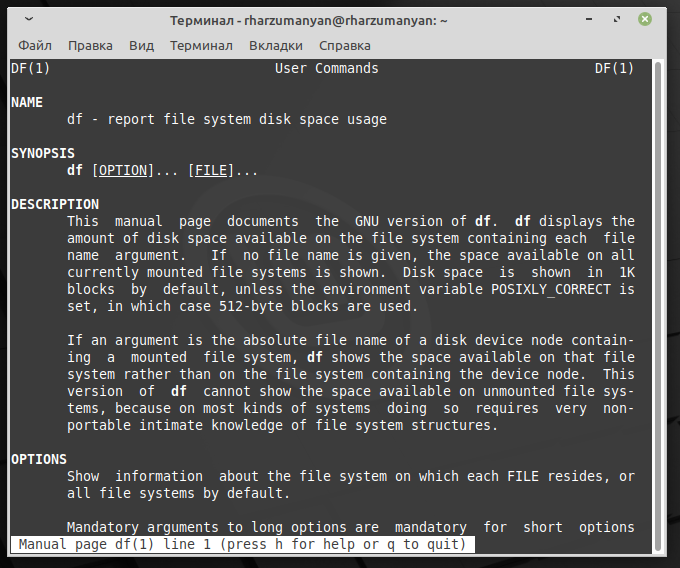 Терминал - rharzumanyan@rharzumanyan: ~
Файл Правка Вид Терминал Вкладки Справка
DF(1) User Commands DF(1)
NAME
df - report file system disk space usage
SYNOPSIS
df [OPTION]... [FILE]...
DESCRIPTION
This manual page documents the GNU version of df. df displays the
amount of disk space available on the file system containing each file
name argument. If no file name is given, the space available on all
currently mounted file systems is shown. Disk space is shown in 1K
blocks by default, unless the environment variable POSIXLY_CORRECT is
set, in which case 512-byte blocks are used.
If an argument is the absolute file name of a disk device node contain-
ing a mounted file system, df shows the space available on that file
system rather than on the file system containing the device node. This
version of df cannot show the space available on unmounted file sys-
tems, because on most kinds of systems doing so requires very non-
portable intimate knowledge of file system structures.
OPTIONS
Show information about the file system on which each FILE resides, or
all file systems by default.
Mandatory arguments to long options are mandatory for short options
Manual page df(1) line 1 (press h for help or q to quit)